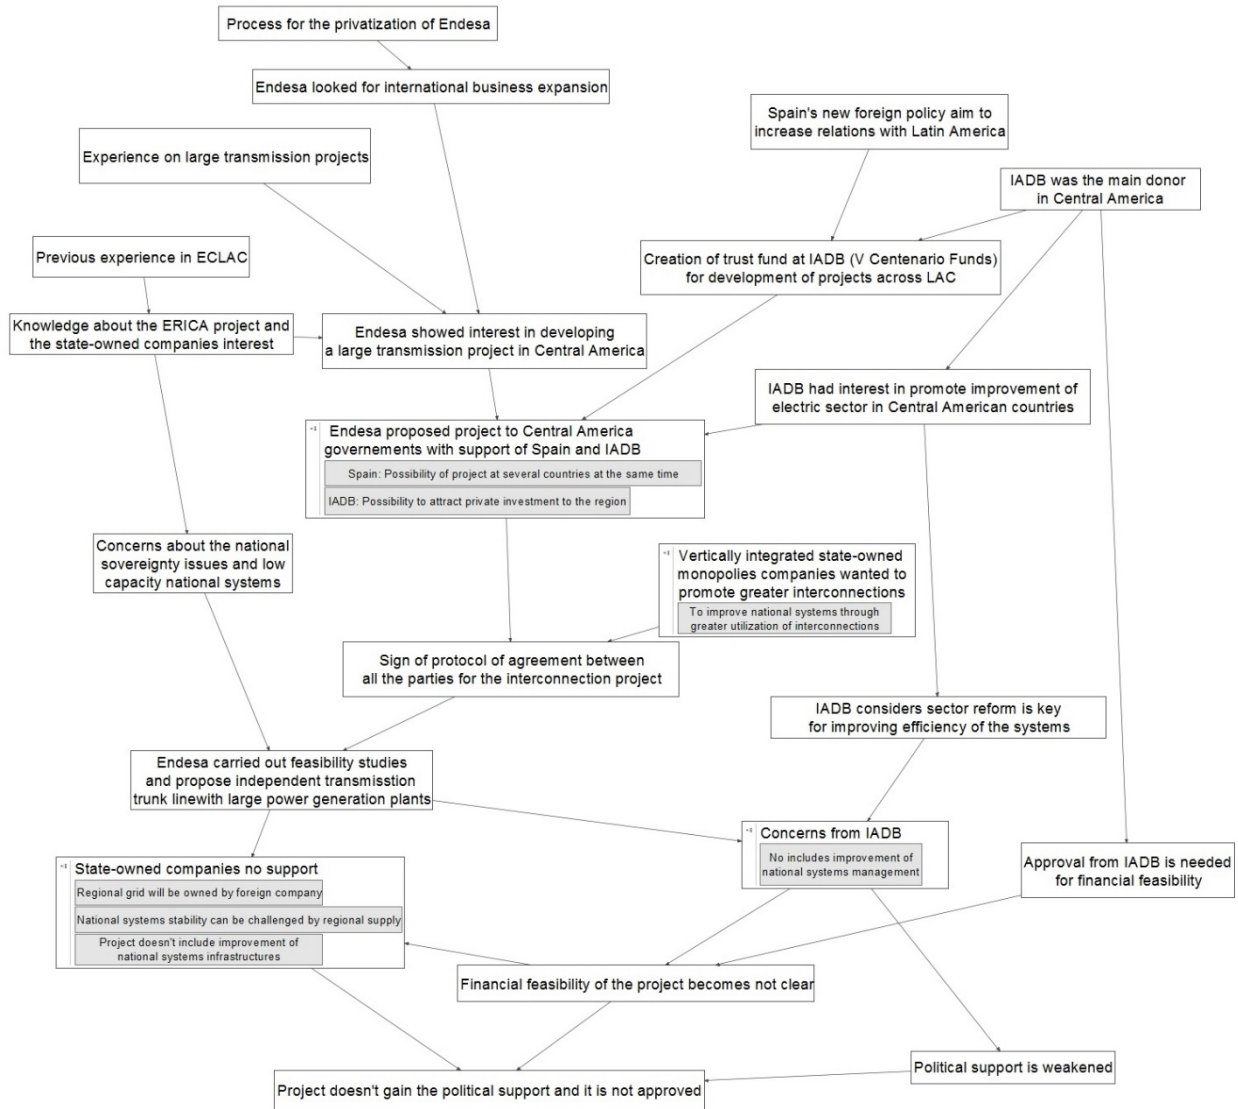 Process for the privatization of Endesa
Endesa looked for international business expansion
Spain's new foreign policy aim to
increase relations with Latin America
Experience on large transmission projects
IADB was the main donor
in Central America
Previous experience in ECLAC
Creation of trust fund at IADB (V Centenario Funds)
for development of projects across LAC
Knowledge about the ERICA project and
the state-owned companies interest
Endesa showed interest in developing
a large transmission project in Central America
IADB had interest in promote improvement of
electric sector in Central American countries
Endesa proposed project to Central America
governements with support of Spain and IADB
Spain: Possibility of project at several countries at the same time
IADB: Possibility to attract private investment to the region
Concerns about the national
sovereignty issues and low
capacity national systems
Vertically integrated state-owned
monopolies companies wanted to
promote greater interconnections
To improve national systems through
greater utilization of interconnections
Sign of protocol of agreement between
all the parties for the interconnection project
IADB considers sector reform is key
for improving efficiency of the systems
Endesa carried out feasibility studies
and propose independent transmisstion
trunk linewith large power generation plants
Concerns from IADB
No includes improvement of
national systems management
Approval from IADB is needed
for financial feasibility
State-owned companies no support
Regional grid will be owned by foreign company
National systems stability can be challenged by regional supply
Project doesn't include improvement of
national systems infrastructures
Financial feasibility of the project becomes not clear
Political support is weakened
Project doesn't gain the political support and it is not approved